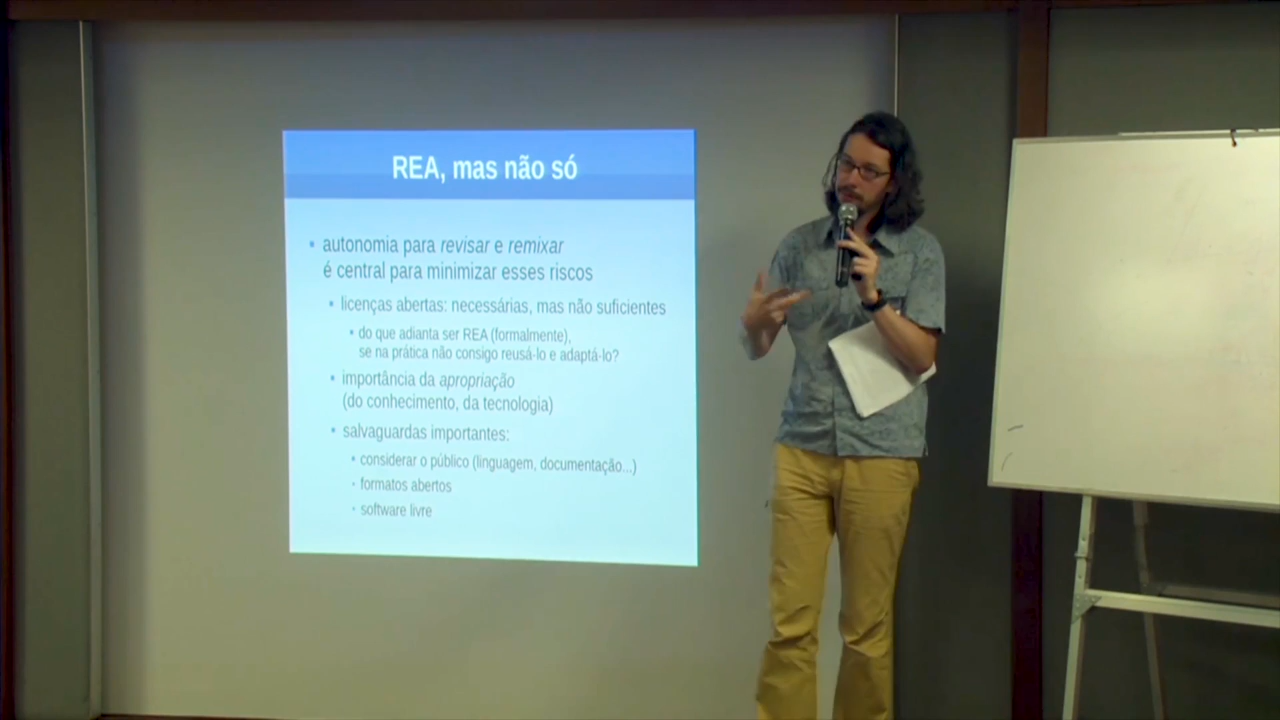 REA, mas não só
autonomia para revisar e remixar
é central para minimizar esses riscos
licenças abertas: necessárias, mas não suficientes
do que adianta ser REA (formalmente),
se na prática não consigo reusá-lo e adaptá-lo?
importância da apropriação
(do conhecimento, da tecnologia)
salvaguardas importantes:
considerar o público (linguagem, documentação...)
formatos abertos
software livre